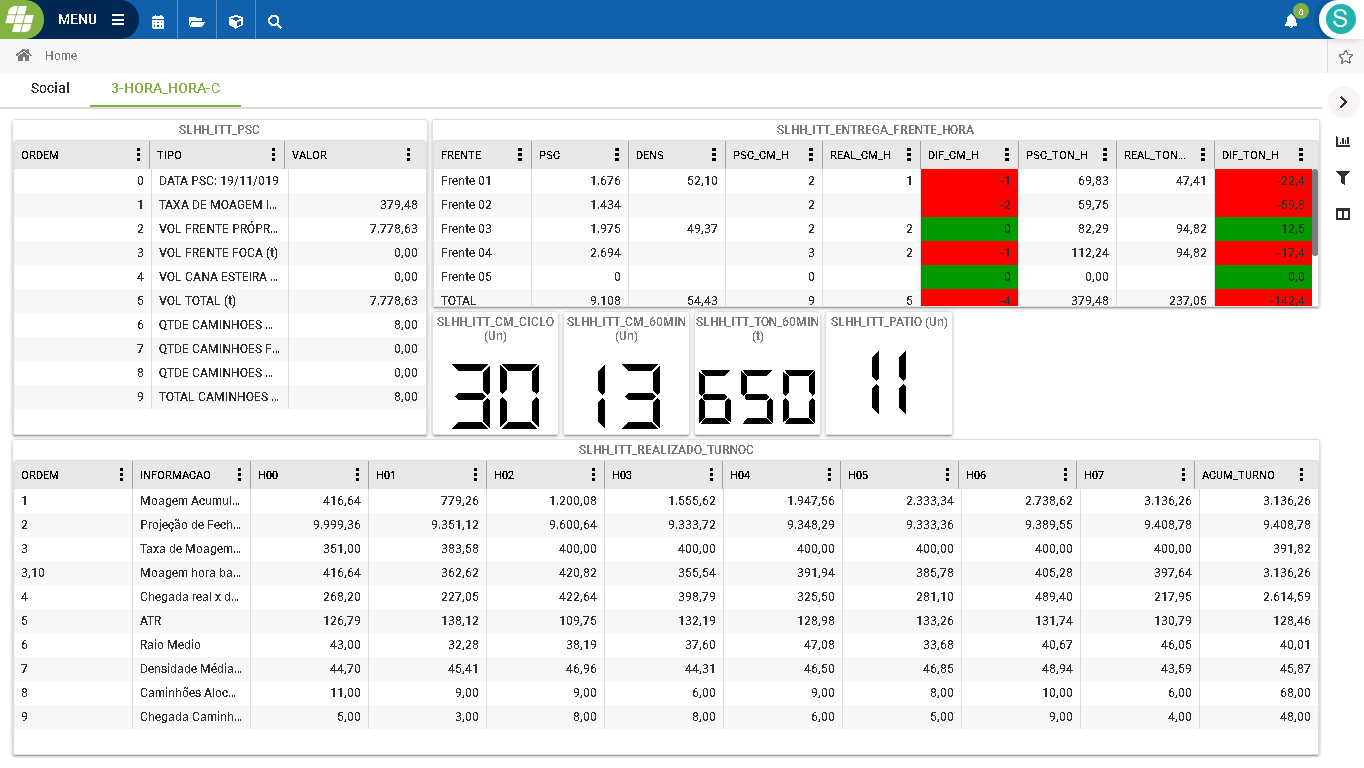 MENU
0
S
Home
Social 3-HORA_HORA-C
SLHH_ITT_PSC
ORDEM TIPO VALOR
0 DATA PSC: 19/11/019
1 TAXA DE MOAGEM I... 379,48
2 VOL FRENTE PRÓPR... 7.778,63
3 VOL FRENTE FOCA (t) 0,00
4 VOL CANA ESTEIRA ... 0,00
5 VOL TOTAL (t) 7.778,63
6 QTDE CAMINHOES ... 8,00
7 QTDE CAMINHOES F... 0,00
8 QTDE CAMINHOES ... 0,00
9 TOTAL CAMINHOES ... 8,00
SLHH_ITT_ENTREGA_FRENTE_HORA
FRENTE PSC DENS PSC_CM_H REAL_CM_H DIF_CM_H PSC_TON_H REAL_TON... DIF_TON_H
Frente 01 1.676 52,10 2 1 -1 69,83 47,41 -22,4
Frente 02 1.434 2 -2 59,75 -59,8
Frente 03 1.975 49,37 2 2 0 82,29 94,82 12,5
Frente 04 2.694 3 2 -1 112,24 94,82 -17,4
Frente 05 0 0 0 0,00 0,0
TOTAL 9.108 54,43 9 5 -4 379,48 237,05 -142,4
SLHH_ITT_CM_CICLO
(Un)
30
SLHH_ITT_CM_60MIN
(Un)
13
SLHH_ITT_TON_60MIN
(t)
650
SLHH_ITT_PATIO (Un)
11
SLHH_ITT_REALIZADO_TURNOC
ORDEM INFORMACAO H00 H01 H02 H03 H04 H05 H06 H07 ACUM_TURNO
1 Moagem Acumul... 416,64 779,26 1.200,08 1.555,62 1.947,56 2.333,34 2.738,62 3.136,26 3.136,26
2 Projeção de Fech... 9.999,36 9.351,12 9.600,64 9.333,72 9.348,29 9.333,36 9.389,55 9.408,78 9.408,78
3 Taxa de Moagem... 351,00 383,58 400,00 400,00 400,00 400,00 400,00 400,00 391,82
3,10 Moagem hora ba... 416,64 362,62 420,82 355,54 391,94 385,78 405,28 397,64 3.136,26
4 Chegada real x d... 268,20 227,05 422,64 398,79 325,50 281,10 489,40 217,95 2.614,59
5 ATR 126,79 138,12 109,75 132,19 128,98 133,26 131,74 130,79 128,46
6 Raio Medio 43,00 32,28 38,19 37,60 47,08 33,68 40,67 46,05 40,01
7 Densidade Média... 44,70 45,41 46,96 44,31 46,50 46,85 48,94 43,59 45,87
8 Caminhões Aloc... 11,00 9,00 9,00 6,00 9,00 8,00 10,00 6,00 68,00
9 Chegada Caminh... 5,00 3,00 8,00 8,00 6,00 5,00 9,00 4,00 48,00